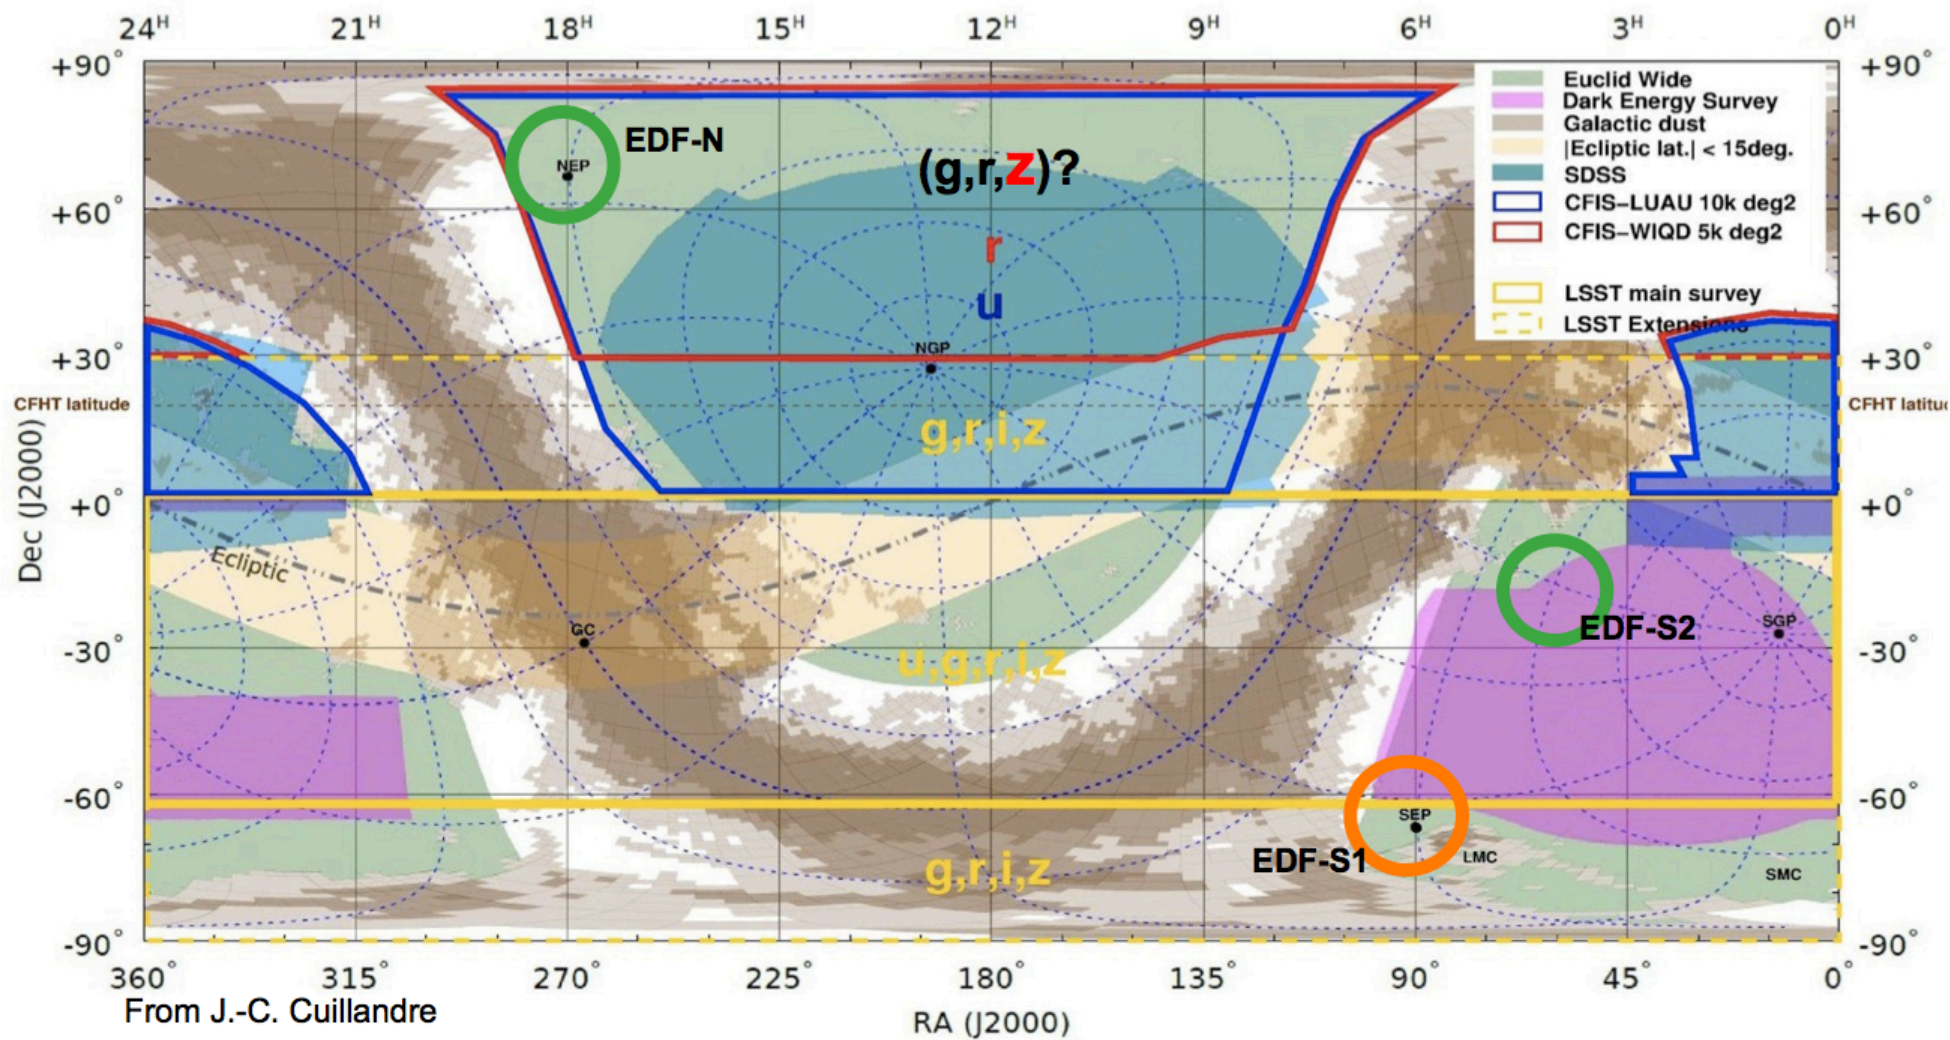 24H 21H 18H 15H 12H 9H 6H 3H 0H
+90° +90°
Euclid Wide
Dark Energy Survey
Galactic dust
|Ecliptic lat.| < 15deg.
SDSS
CFIS–LUAU 10k deg2
CFIS–WIQD 5k deg2
LSST main survey
LSST Extensions
EDF-N
NEP
(g,r,z)?
+60° +60°
r
u
NGP
+30° +30°
CFHT latitude
CFHT latituc
g,r,i,z
+0° +0°
Dec (J2000)
Ecliptic
GC
EDF-S2
SGP
-30° -30°
u,g,r,i,z
-60° -60°
SEP
EDF-S1
LMC
g,r,i,z
SMC
-90° -90°
360° 315° 270° 225° 180° 135° 90° 45° 0°
From J.-C. Cuillandre
RA (J2000)